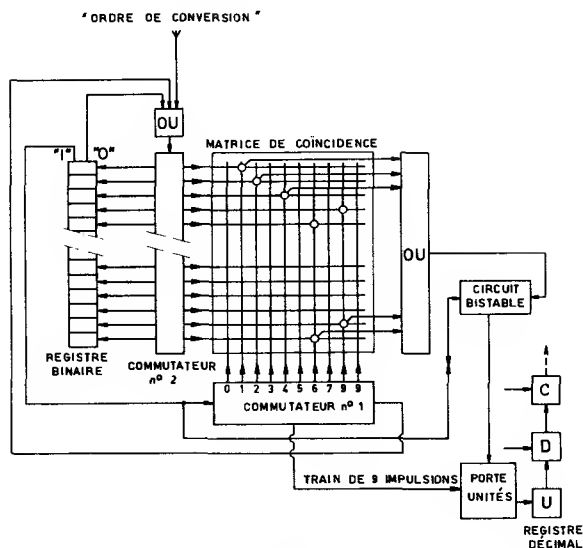 "ORDRE DE CONVERSION"
OU
"1" "0"
MATRICE DE COÏNCIDENCE
OU
CIRCUIT
BISTABLE
REGISTRE
BINAIRE
COMMUTATEUR
n° 2
0 1 2 3 4 5 6 7 9 9
COMMUTATEUR n° 1
TRAIN DE 9 IMPULSIONS
PORTE
UNITÉS
C
D
U
REGISTRE
DÉCIMAL